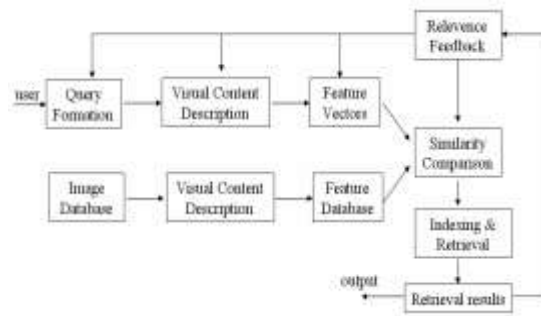 Relevence
Feedback
user
Query
Formation
Visual Content
Description
Feature
Vectors
Similarity
Comparison
Image
Database
Visual Content
Description
Feature
Database
Indexing &
Retrieval
output
Retrieval results